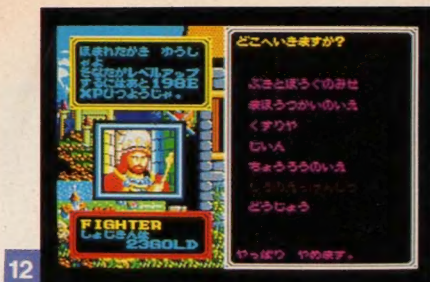 ほまれたかき ゆうし
ゃよ
そなたがレベルアップ
するにはあと198E
XPひつようじゃ。
FIGHTER
しょじきんは
23GOLD
どこへいきますか?
ぶきとぼうぐのみせ
まほうつかいのいえ
くすりや
じいん
ちょうろうのいえ
どうじょう
やっぱり やめます。
12